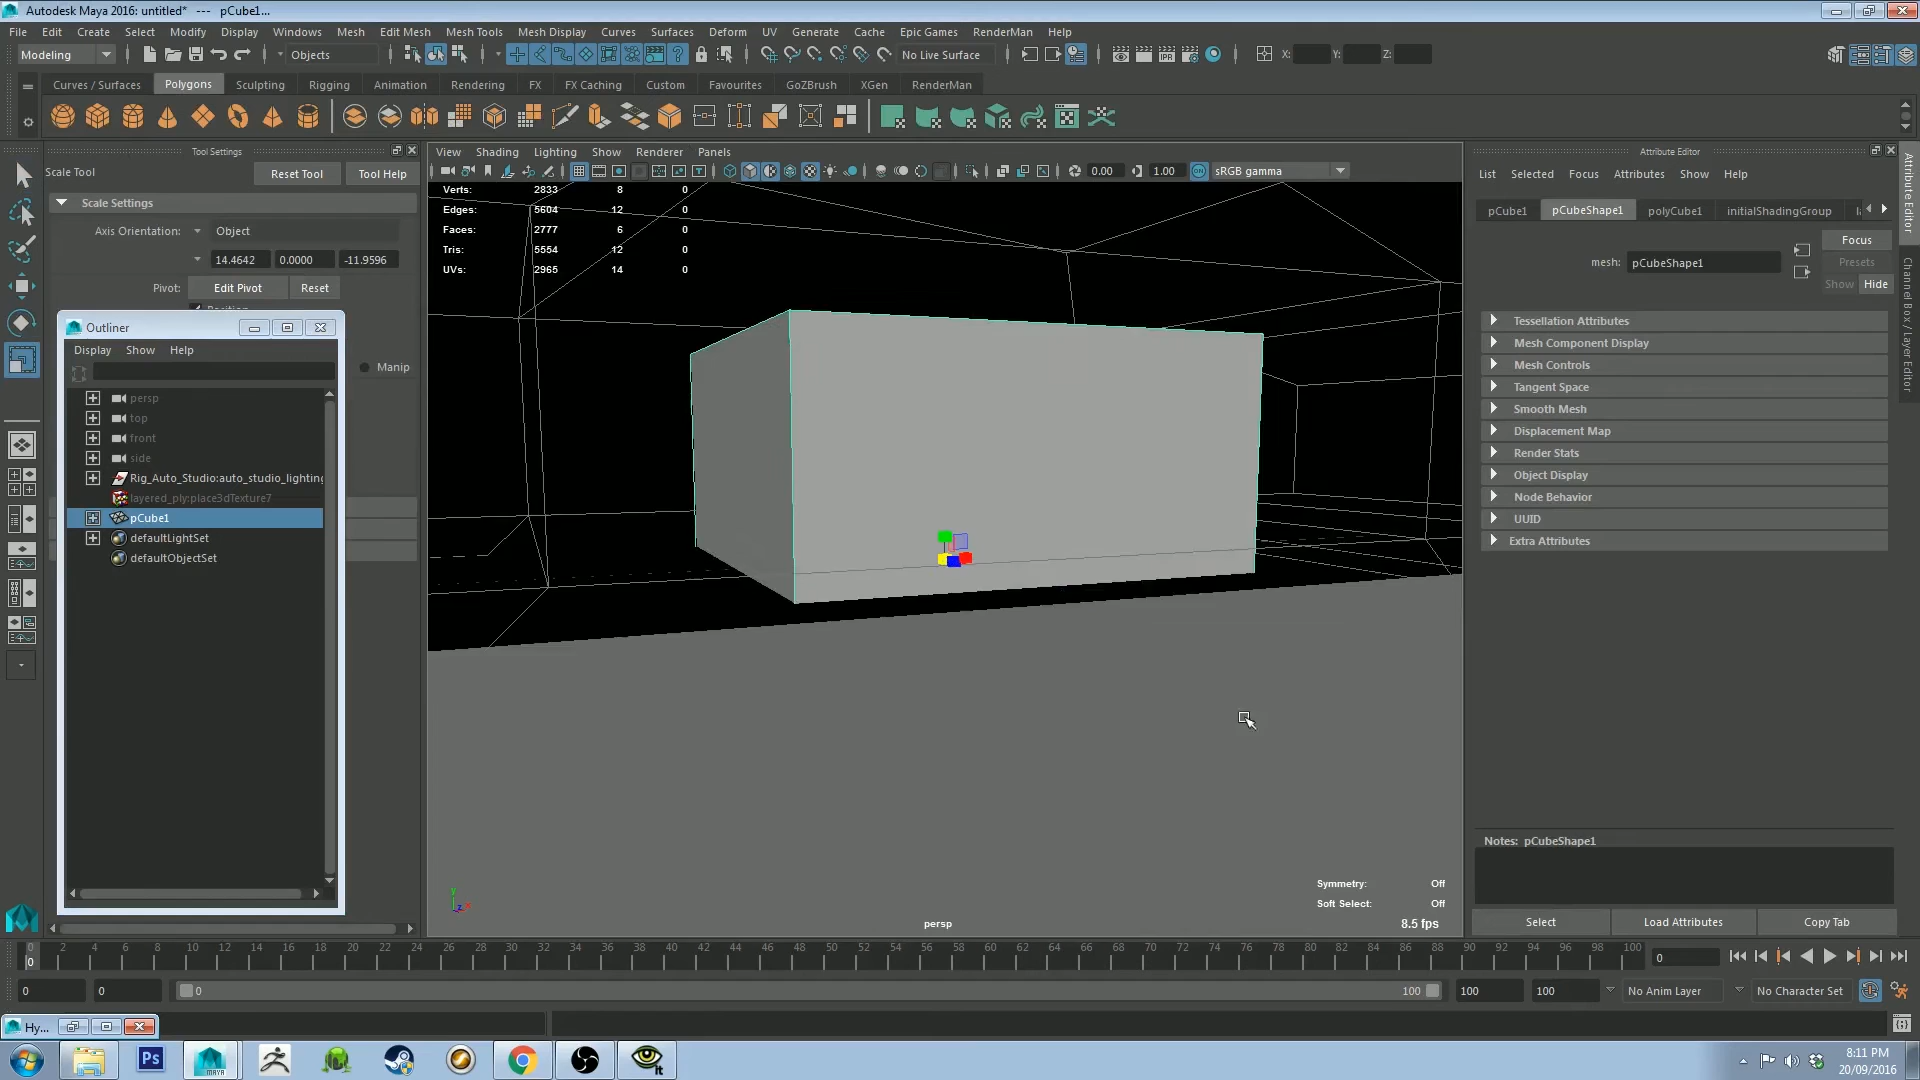 Autodesk Maya 2016: untitled*   ---   pCube1...
File Edit Create Select Modify Display Windows Mesh Edit Mesh Mesh Tools Mesh Display Curves Surfaces Deform UV Generate Cache Epic Games RenderMan Help
Modeling Objects No Live Surface X: Y: Z:
Curves / Surfaces Polygons Sculpting Rigging Animation Rendering FX FX Caching Custom Favourites GoZBrush XGen RenderMan
Tool Settings
Scale Tool Reset Tool Tool Help
Scale Settings
Axis Orientation: Object
14.4642 0.0000 -11.9596
Pivot: Edit Pivot Reset
Outliner
Display Show Help
Manip
persp
top
front
side
Rig_Auto_Studio:auto_studio_lighting
layered_ply:place3dTexture7
pCube1
defaultLightSet
defaultObjectSet
View Shading Lighting Show Renderer Panels
0.00 1.00 ON sRGB gamma
Verts: 2833 8 0
Edges: 5604 12 0
Faces: 2777 6 0
Tris: 5554 12 0
UVs: 2965 14 0
Symmetry: Off
Soft Select: Off
persp 8.5 fps
y
z x
Attribute Editor
List Selected Focus Attributes Show Help
pCube1 pCubeShape1 polyCube1 initialShadingGroup
Focus
mesh: pCubeShape1 Presets
Show Hide
Tessellation Attributes
Mesh Component Display
Mesh Controls
Tangent Space
Smooth Mesh
Displacement Map
Render Stats
Object Display
Node Behavior
UUID
Extra Attributes
Notes: pCubeShape1
Select Load Attributes Copy Tab
Attribute Editor
Channel Box / Layer Editor
0 2 4 6 8 10 12 14 16 18 20 22 24 26 28 30 32 34 36 38 40 42 44 46 48 50 52 54 56 58 60 62 64 66 68 70 72 74 76 78 80 82 84 86 88 90 92 94 96 98 100
0 0
0 0 0 100 100 100 No Anim Layer No Character Set
Hy...
Ps MAYA it
8:11 PM
20/09/2016